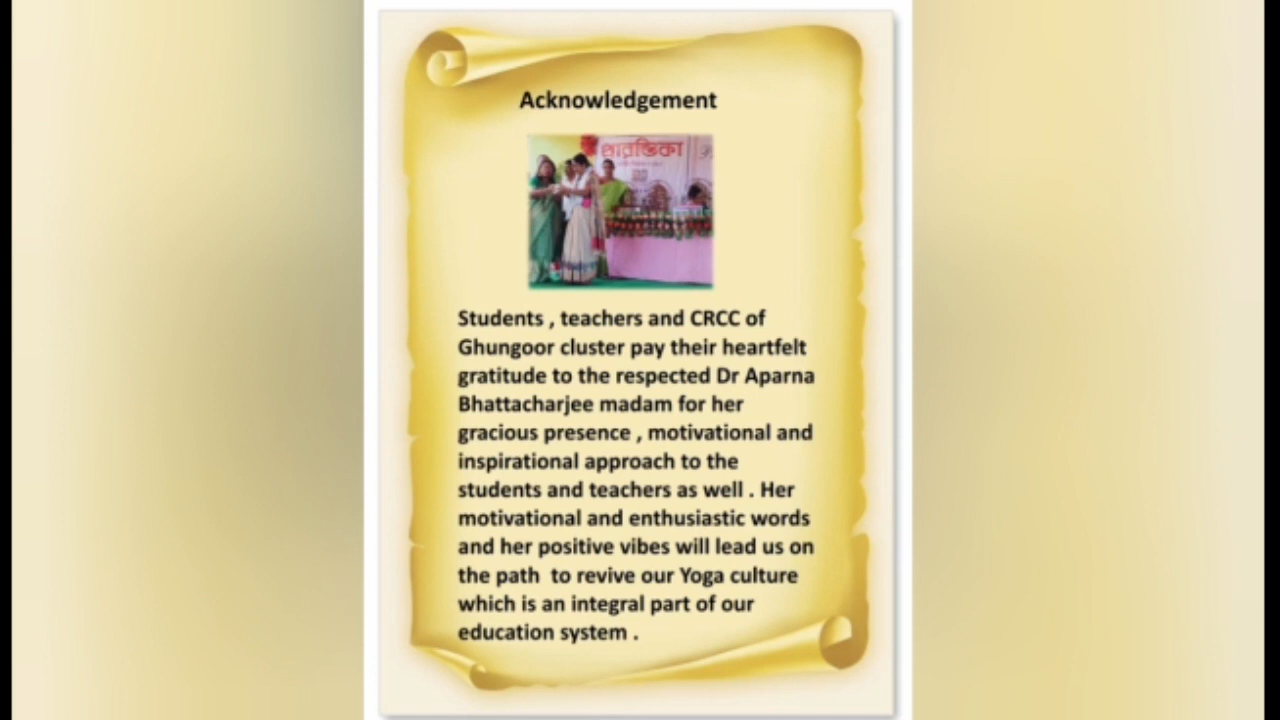 Acknowledgement
প্রারম্ভিকা
Students , teachers and CRCC of
Ghungoor cluster pay their heartfelt
gratitude to the respected Dr Aparna
Bhattacharjee madam for her
gracious presence , motivational and
inspirational approach to the
students and teachers as well . Her
motivational and enthusiastic words
and her positive vibes will lead us on
the path to revive our Yoga culture
which is an integral part of our
education system .